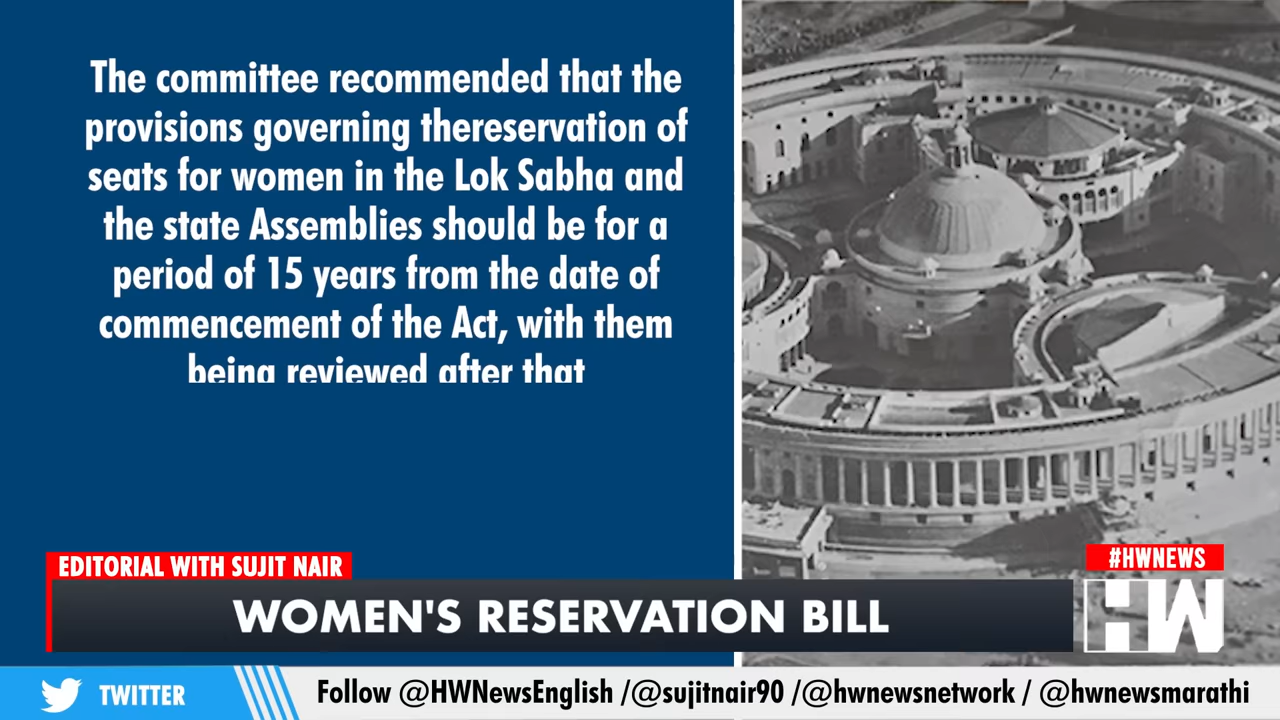 The committee recommended that the
provisions governing thereservation of
seats for women in the Lok Sabha and
the state Assemblies should be for a
period of 15 years from the date of
commencement of the Act, with them
being reviewed after that
EDITORIAL WITH SUJIT NAIR
WOMEN'S RESERVATION BILL
#HWNEWS
HW
TWITTER
Follow @HWNewsEnglish /@sujitnair90 /@hwnewsnetwork / @hwnewsmarathi